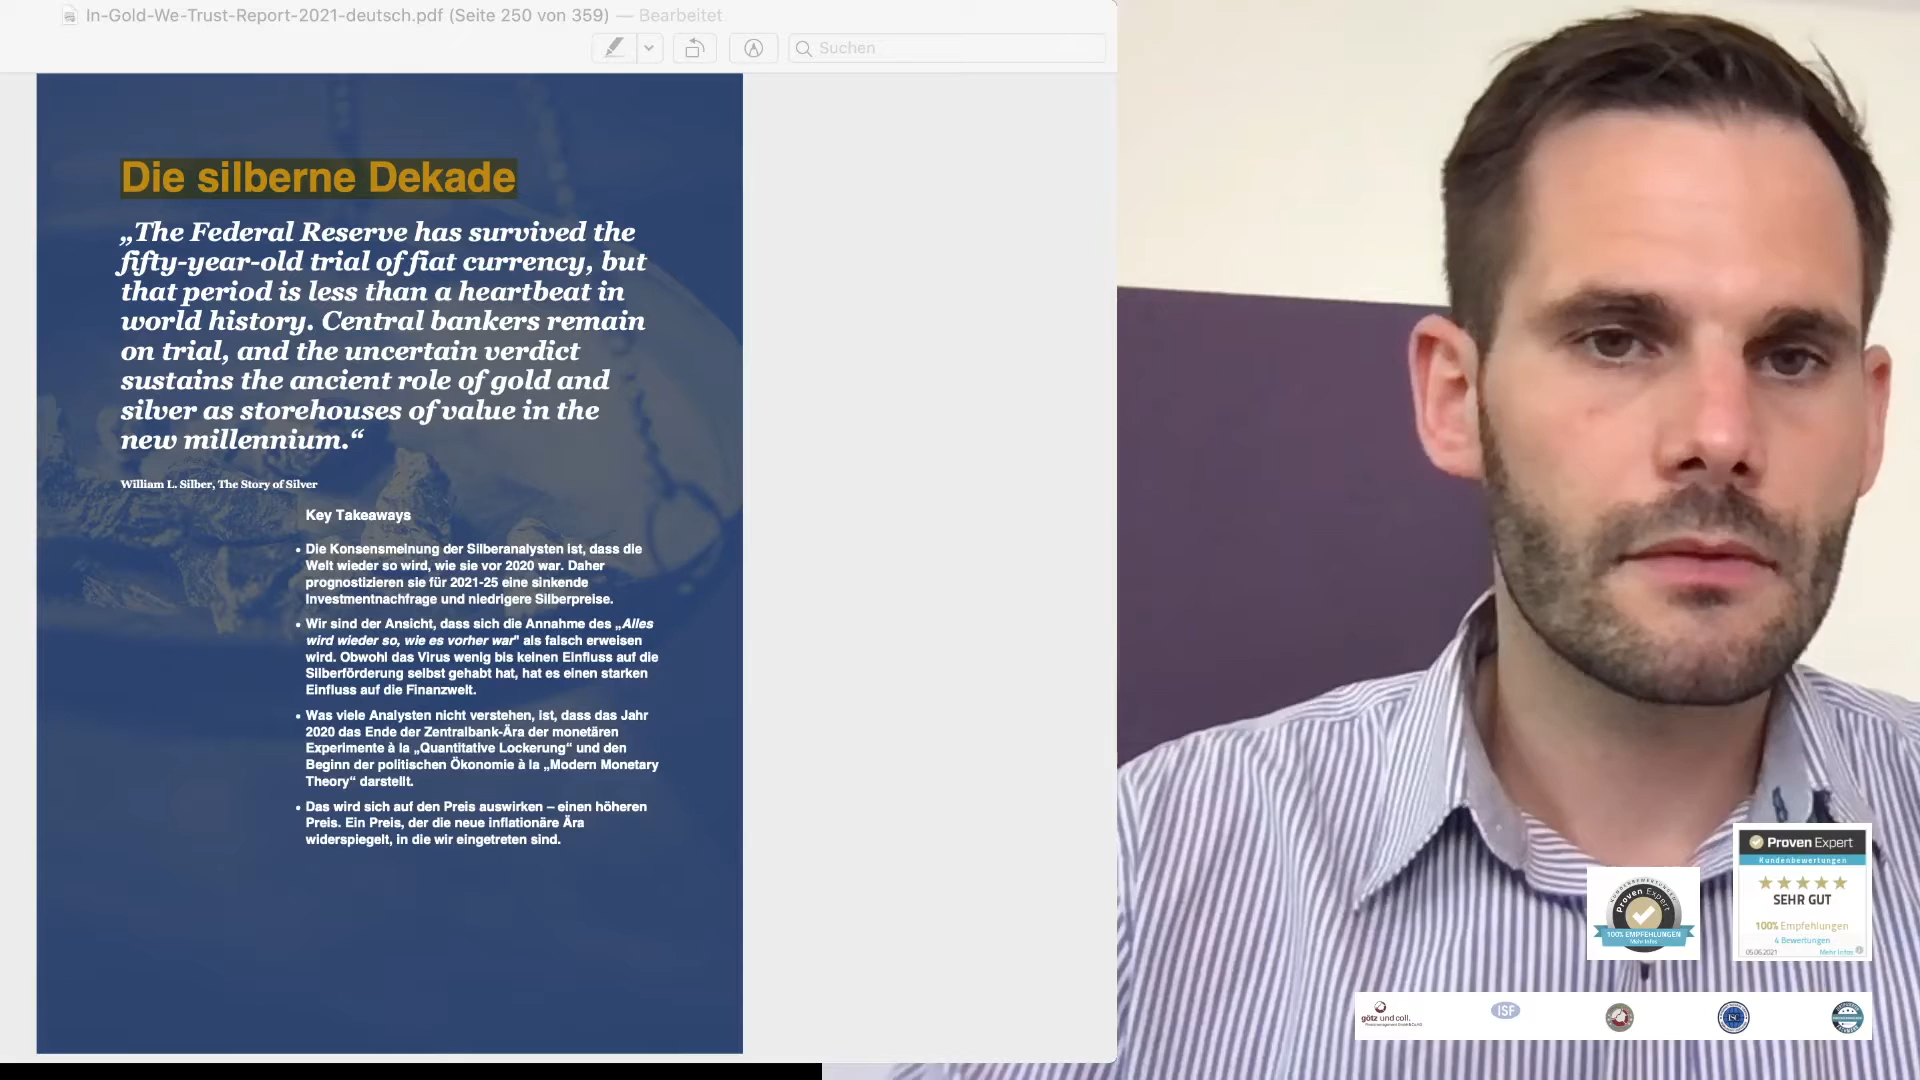 In-Gold-We-Trust-Report-2021-deutsch.pdf (Seite 250 von 359) — Bearbeitet
Suchen
Die silberne Dekade
„The Federal Reserve has survived the
fifty-year-old trial of fiat currency, but
that period is less than a heartbeat in
world history. Central bankers remain
on trial, and the uncertain verdict
sustains the ancient role of gold and
silver as storehouses of value in the
new millennium.“
William L. Silber, The Story of Silver
Key Takeaways
• Die Konsensmeinung der Silberanalysten ist, dass die
Welt wieder so wird, wie sie vor 2020 war. Daher
prognostizieren sie für 2021-25 eine sinkende
Investmentnachfrage und niedrigere Silberpreise.
• Wir sind der Ansicht, dass sich die Annahme des „Alles
wird wieder so, wie es vorher war" als falsch erweisen
wird. Obwohl das Virus wenig bis keinen Einfluss auf die
Silberförderung selbst gehabt hat, hat es einen starken
Einfluss auf die Finanzwelt.
• Was viele Analysten nicht verstehen, ist, dass das Jahr
2020 das Ende der Zentralbank-Ära der monetären
Experimente à la „Quantitative Lockerung“ und den
Beginn der politischen Ökonomie à la „Modern Monetary
Theory“ darstellt.
• Das wird sich auf den Preis auswirken – einen höheren
Preis. Ein Preis, der die neue inflationäre Ära
widerspiegelt, in die wir eingetreten sind.
KUNDENBEWERTUNGEN
Proven Expert
100% EMPFEHLUNGEN
Mehr Infos
Proven Expert
Kundenbewertungen
SEHR GUT
100% Empfehlungen
4 Bewertungen
05.06.2021 Mehr Infos
götz und coll.
ISF